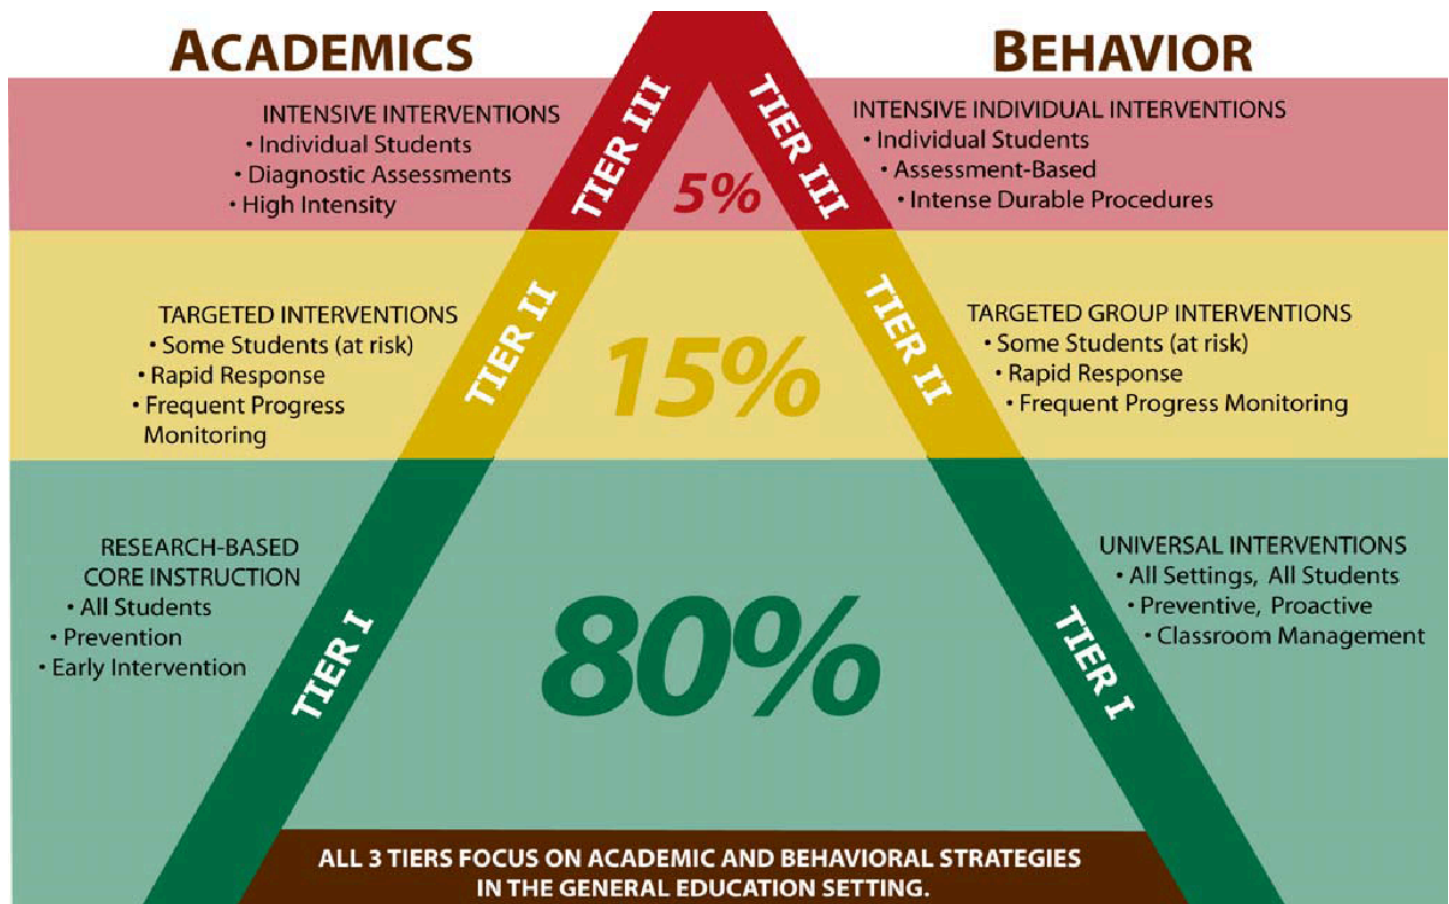 ACADEMICS
BEHAVIOR
INTENSIVE INTERVENTIONS
• Individual Students
• Diagnostic Assessments
• High Intensity
TIER III
5%
TIER III
INTENSIVE INDIVIDUAL INTERVENTIONS
• Individual Students
• Assessment-Based
• Intense Durable Procedures
TARGETED INTERVENTIONS
• Some Students (at risk)
• Rapid Response
• Frequent Progress
Monitoring
TIER II
15%
TIER II
TARGETED GROUP INTERVENTIONS
• Some Students (at risk)
• Rapid Response
• Frequent Progress Monitoring
RESEARCH-BASED
CORE INSTRUCTION
• All Students
• Prevention
• Early Intervention
TIER I
80%
TIER I
UNIVERSAL INTERVENTIONS
• All Settings, All Students
• Preventive, Proactive
• Classroom Management
ALL 3 TIERS FOCUS ON ACADEMIC AND BEHAVIORAL STRATEGIES
IN THE GENERAL EDUCATION SETTING.